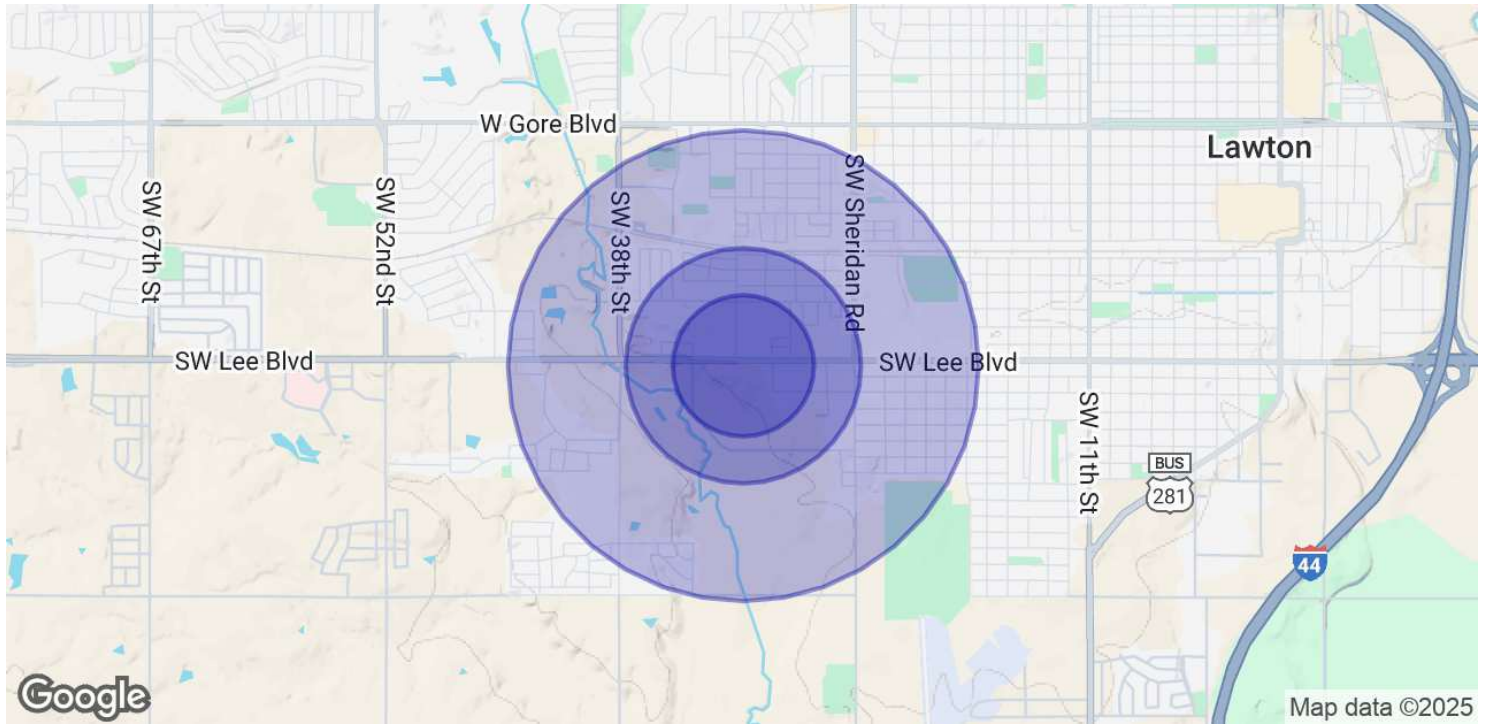 W Gore Blvd
Lawton
SW 67th St
SW 52nd St
SW 38th St
SW Sheridan Rd
SW Lee Blvd
SW Lee Blvd
SW 11th St
BUS
281
44
Google
Map data ©2025